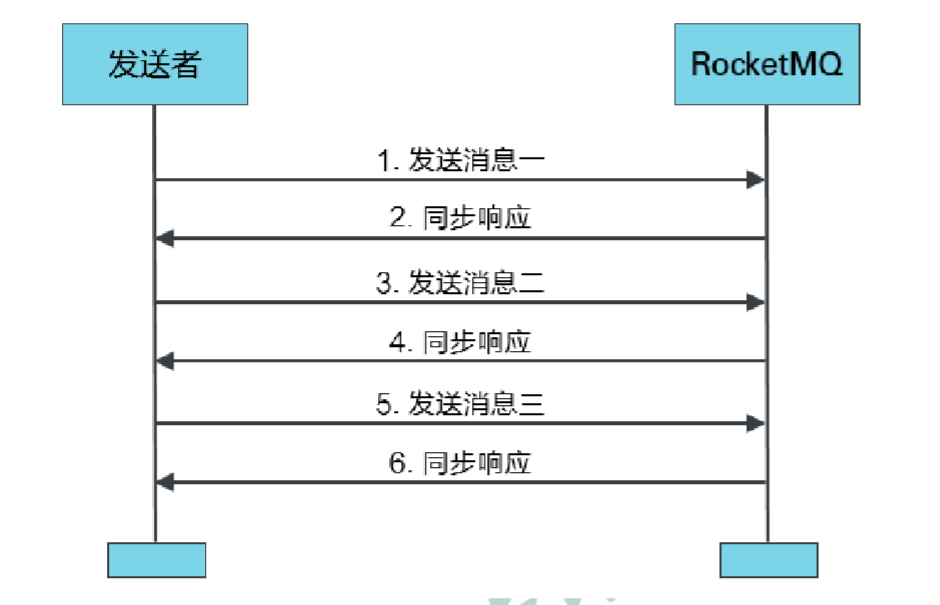 发送者
RocketMQ
1. 发送消息一
2. 同步响应
3. 发送消息二
4. 同步响应
5. 发送消息三
6. 同步响应